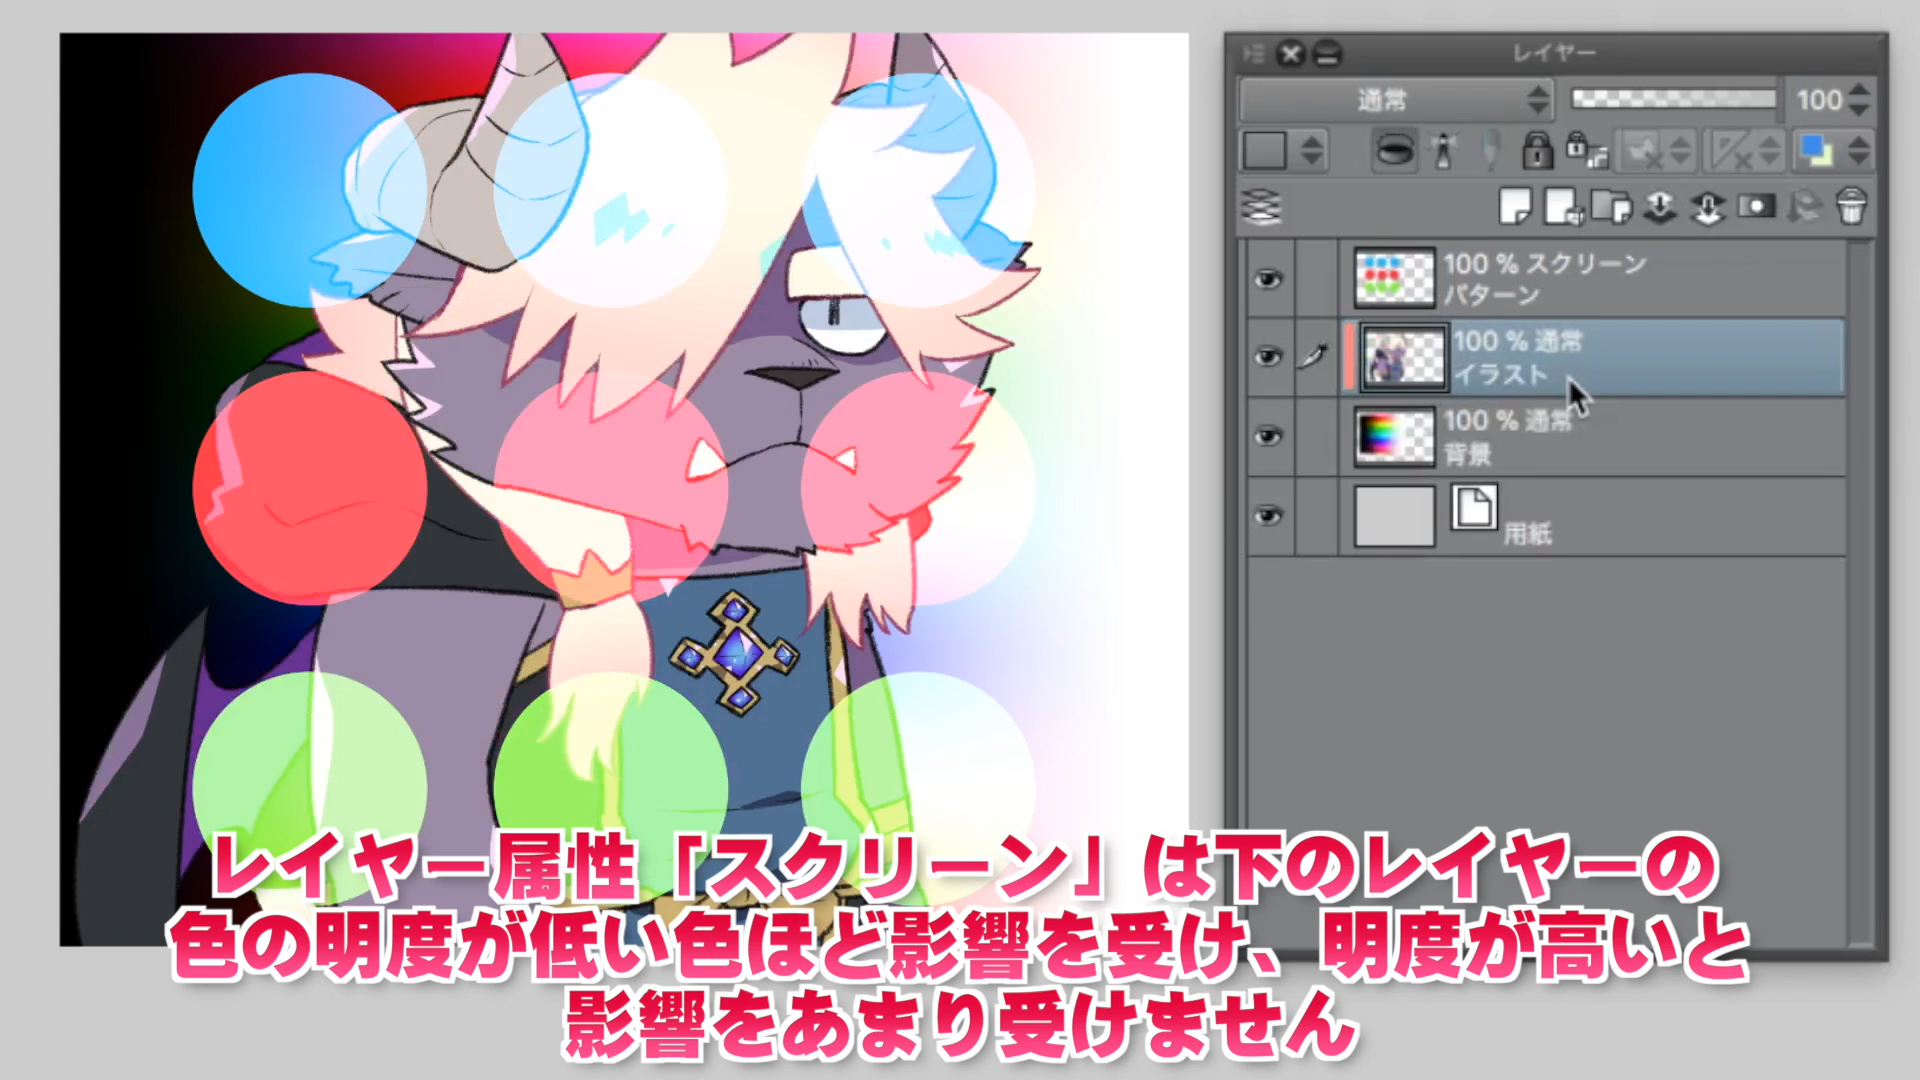 レイヤー
通常
100
100 % スクリーン
パターン
100 % 通常
イラスト
100 % 通常
背景
用紙
レイヤー属性「スクリーン」は下のレイヤーの
色の明度が低い色ほど影響を受け、明度が高いと
影響をあまり受けません